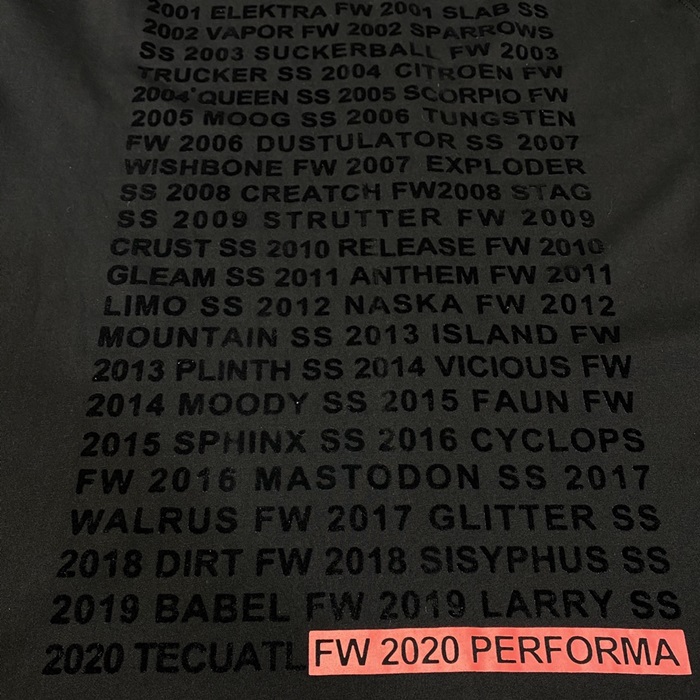 2001 ELEKTRA FW 2001 SLAB SS
2002 VAPOR FW 2002 SPARROWS
SS 2003 SUCKERBALL FW 2003
TRUCKER SS 2004 CITROEN FW
2004 QUEEN SS 2005 SCORPIO FW
2005 MOOG SS 2006 TUNGSTEN
FW 2006 DUSTULATOR SS 2007
WISHBONE FW 2007 EXPLODER
SS 2008 CREATCH FW2008 STAG
SS 2009 STRUTTER FW 2009
CRUST SS 2010 RELEASE FW 2010
GLEAM SS 2011 ANTHEM FW 2011
LIMO SS 2012 NASKA FW 2012
MOUNTAIN SS 2013 ISLAND FW
2013 PLINTH SS 2014 VICIOUS FW
2014 MOODY SS 2015 FAUN FW
2015 SPHINX SS 2016 CYCLOPS
FW 2016 MASTODON SS 2017
WALRUS FW 2017 GLITTER SS
2018 DIRT FW 2018 SISYPHUS SS
2019 BABEL FW 2019 LARRY SS
2020 TECUATL FW 2020 PERFORMA